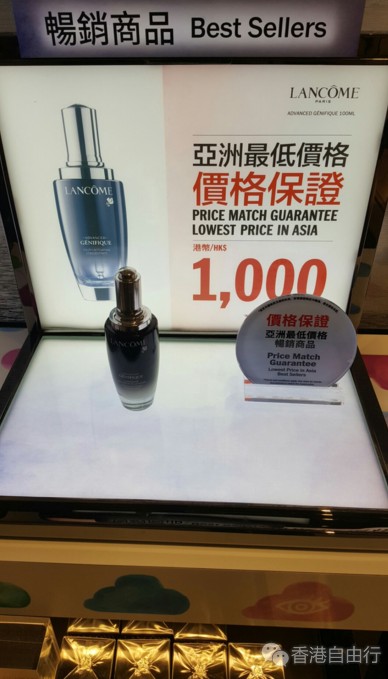 暢銷商品 Best Sellers
LANCÔME
PARIS
ADVANCED GÉNIFIQUE 100ML
亞洲最低價格
價格保證
PRICE MATCH GUARANTEE
LOWEST PRICE IN ASIA
港幣/HK$
1,000
LANCÔME
GÉNIFIQUE
LANCÔME
價格保證
亞洲最低價格
暢銷商品
Price Match
Guarantee
Lowest Price in Asia
Best Sellers
香港自由行